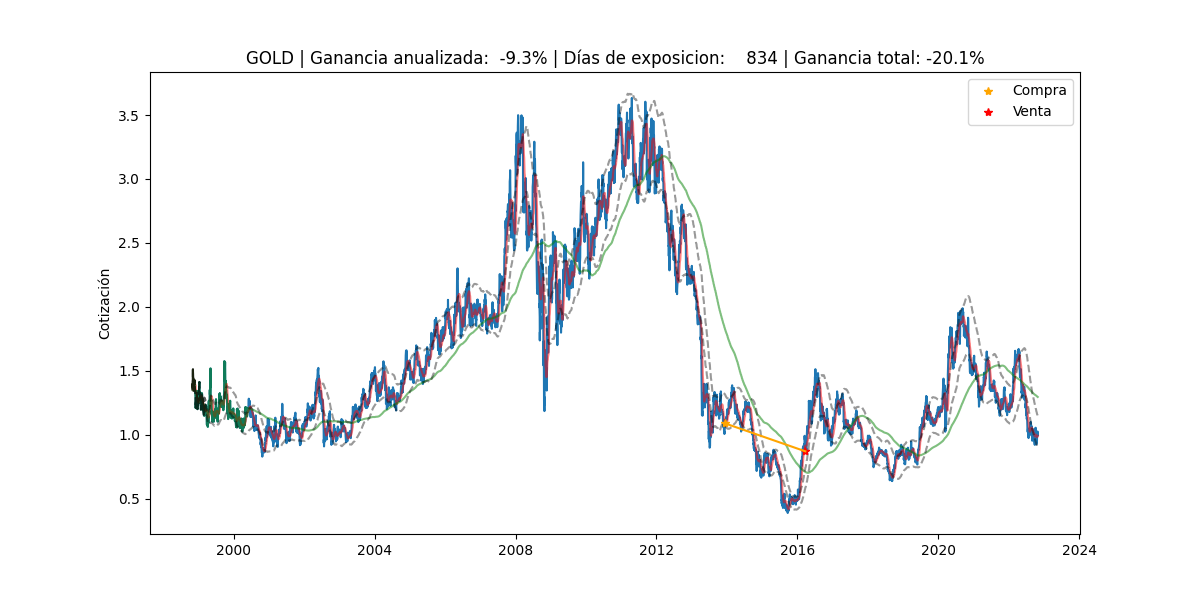 GOLD | Ganancia anualizada:  -9.3% | Días de exposicion:    834 | Ganancia total: -20.1%
Compra
Venta
Cotización
3.5
3.0
2.5
2.0
1.5
1.0
0.5
2000 2004 2008 2012 2016 2020 2024